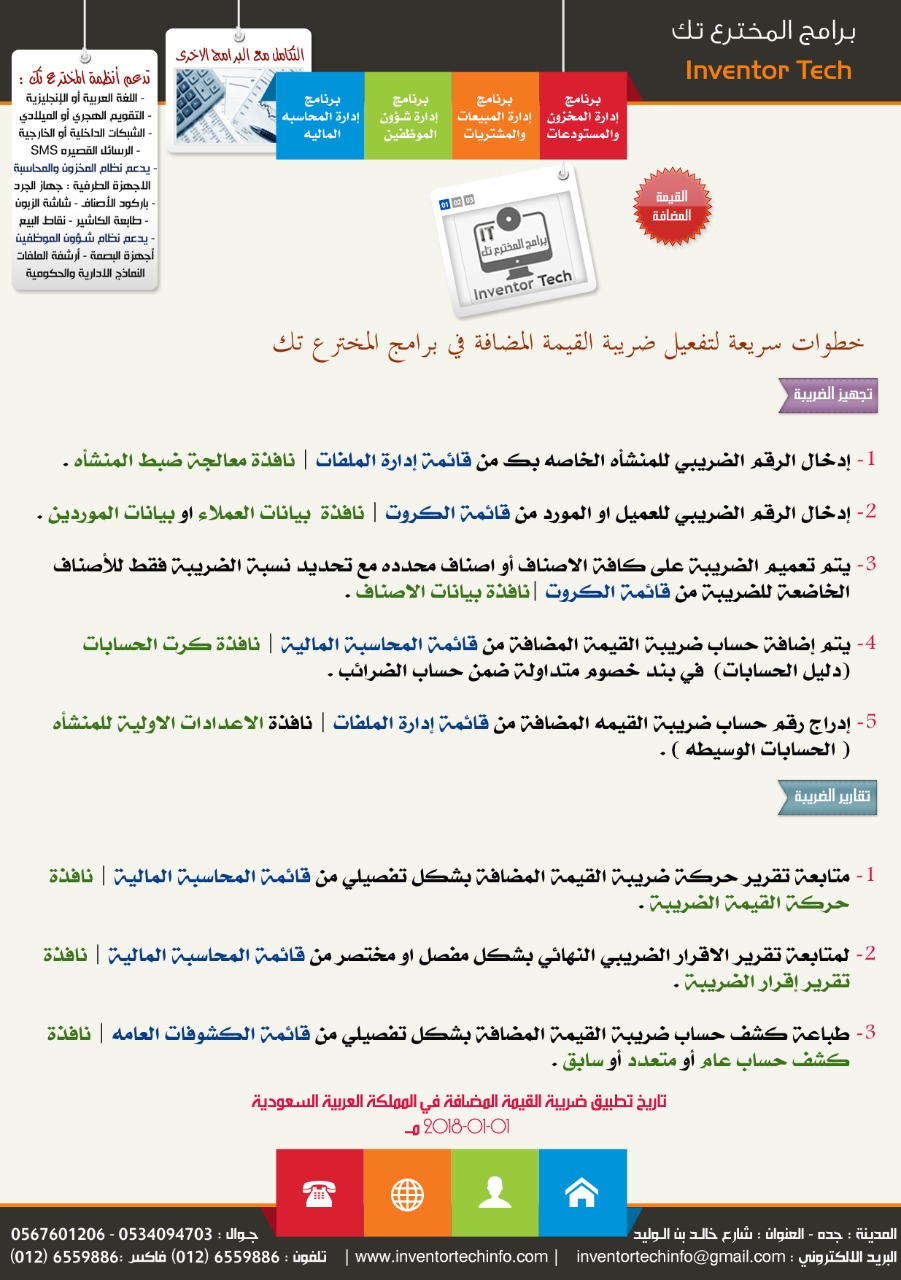 برامج المخترع تك
Inventor Tech
تدعم أنظمة المخترع تك :
- اللغة العربية أو الإنجليزية
- التقويم الهجري أو الميلادي
- الشبكات الداخلية أو الخارجية
- الرسائل القصيره SMS
- يدعم نظام المخزون والمحاسبة
الاجهزة الطرفية : جهاز الجرد
- باركود الأصناف - شاشة الزبون
- طابعة الكاشير - نقاط البيع
- يدعم نظام شؤون الموظفين
أجهزة البصمة - أرشفة الملفات
النماذج الادارية والحكومية
التكامل مع البرامج الاخرى
برنامج
إدارة المخزون
والمستودعات
برنامج
إدارة المبيعات
والمشتريات
برنامج
إدارة شؤون
الموظفين
برنامج
إدارة المحاسبه
الماليه
القيمة
المضافة
01 02 03
IT
برامج المخترع تك
Inventor Tech
خطوات سريعة لتفعيل ضريبة القيمة المضافة في برامج المخترع تك
تجهيز الضريبة
1- إدخال الرقم الضريبي للمنشأه الخاصه بك من قائمة إدارة الملفات | نافذة معالجة ضبط المنشأه .
2- إدخال الرقم الضريبي للعميل او المورد من قائمة الكروت | نافذة بيانات العملاء او بيانات الموردين .
3- يتم تعميم الضريبة على كافة الاصناف أو اصناف محدده مع تحديد نسبة الضريبة فقط للأصناف
الخاضعة للضريبة من قائمة الكروت | نافذة بيانات الاصناف .
4- يتم إضافة حساب ضريبة القيمة المضافة من قائمة المحاسبة المالية | نافذة كرت الحسابات
(دليل الحسابات) في بند خصوم متداولة ضمن حساب الضرائب .
5- إدراج رقم حساب ضريبة القيمه المضافة من قائمة إدارة الملفات | نافذة الاعدادات الاولية للمنشأه
( الحسابات الوسيطه ) .
تقارير الضريبة
1- متابعة تقرير حركة ضريبة القيمة المضافة بشكل تفصيلي من قائمة المحاسبة المالية | نافذة
حركة القيمة الضريبة .
2- لمتابعة تقرير الاقرار الضريبي النهائي بشكل مفصل او مختصر من قائمة المحاسبة المالية | نافذة
تقرير إقرار الضريبة .
3- طباعة كشف حساب ضريبة القيمة المضافة بشكل تفصيلي من قائمة الكشوفات العامه | نافذة
كشف حساب عام أو متعدد أو سابق .
تاريخ تطبيق ضريبة القيمة المضافة في المملكة العربية السعودية
2018-01-01 مـ
المدينة : جده - العنوان : شارع خالد بن الوليد
جوال : 0534094703 - 0567601206
البريد الالكتروني : inventortechinfo@gmail.com | www.inventortechinfo.com | تلفون : 6559886 (012) فاكس :6559886 (012)